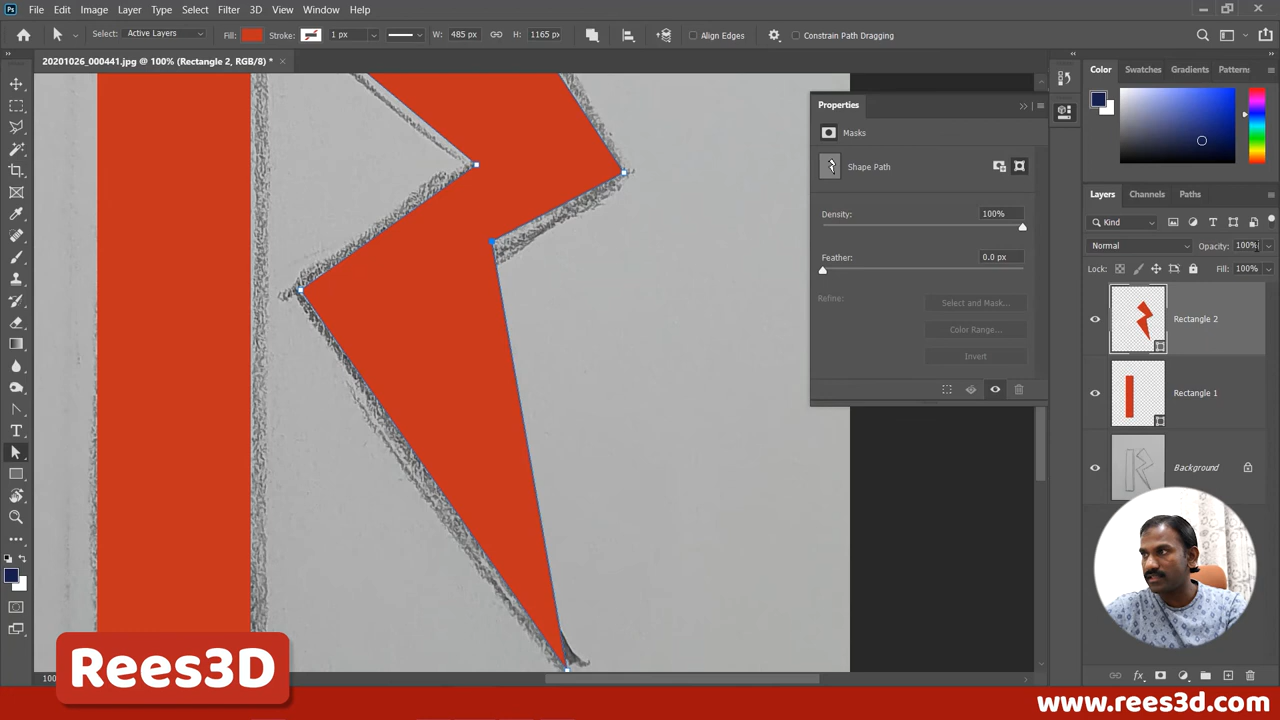 Ps File Edit Image Layer Type Select Filter 3D View Window Help
Select: Active Layers Fill: Stroke: 1 px W: 485 px H: 1165 px Align Edges Constrain Path Dragging
20201026_000441.jpg @ 100% (Rectangle 2, RGB/8) *
Color Swatches Gradients Patterns
Properties
Masks
Shape Path
Density: 100%
Feather: 0.0 px
Refine: Select and Mask...
Color Range...
Invert
Layers Channels Paths
Kind
Normal Opacity: 100%
Lock: Fill: 100%
Rectangle 2
Rectangle 1
Background
Rees3D
www.rees3d.com